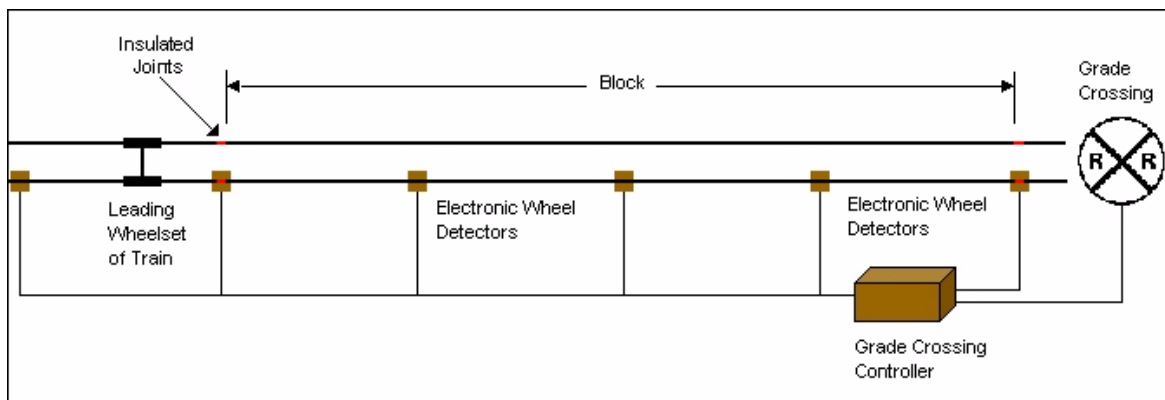 Insulated
Joints
Block
Grade
Crossing
R R
Leading
Wheelset
of Train
Electronic Wheel
Detectors
Electronic Wheel
Detectors
Grade Crossing
Controller